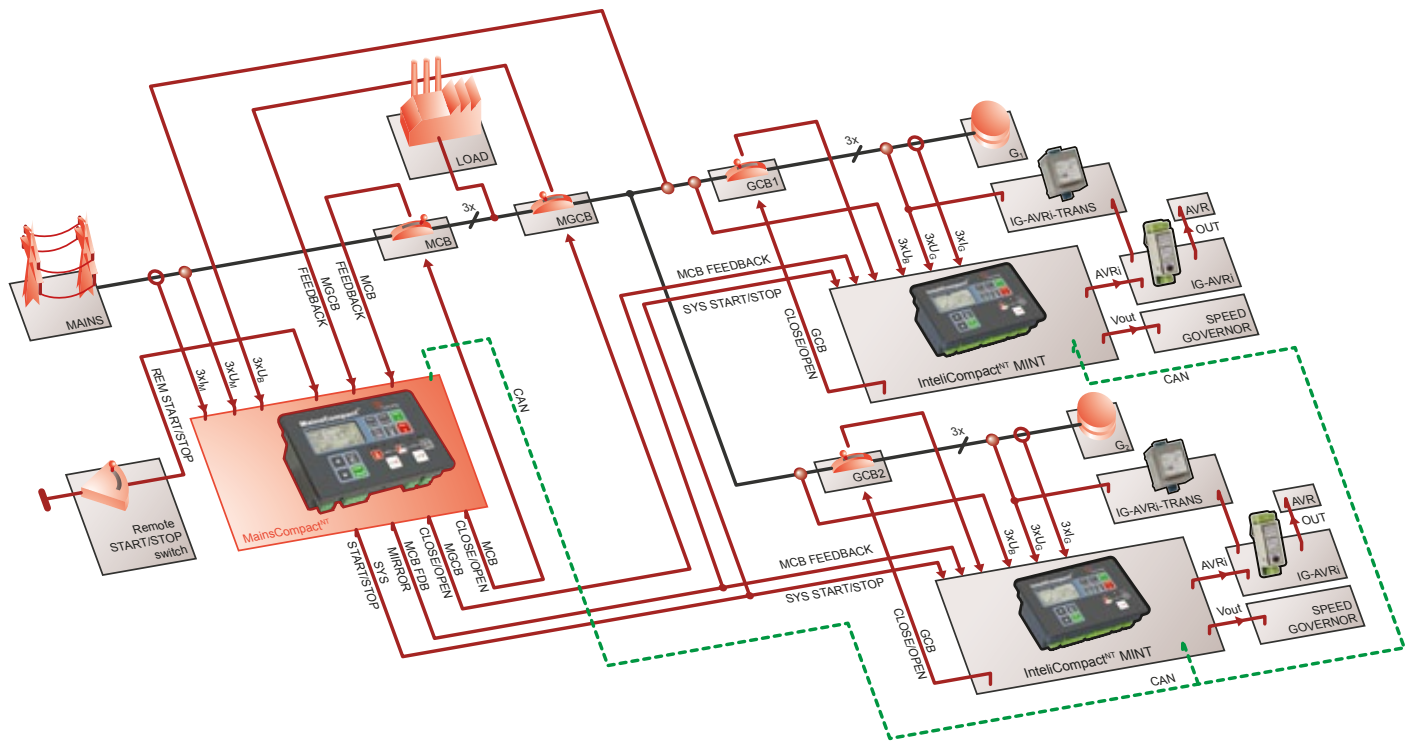 LOAD
MAINS
MCB
3x
MGCB
GCB1
3x
G1
IG-AVRi-TRANS
AVR
OUT
IG-AVRi
AVRi
Vout
SPEED
GOVERNOR
3xUB
3xUG
3xIG
MCB FEEDBACK
SYS START/STOP
GCB
CLOSE/OPEN
InteliCompactNT MINT
CAN
MGCB
FEEDBACK
MCB
FEEDBACK
3xIM
3xUM
3xUB
REM START/STOP
CAN
MainsCompact
MainsCompactNT
Remote
START/STOP
switch
SYS
START/STOP
MCB FDB
MIRROR
MGCB
CLOSE/OPEN
MCB
CLOSE/OPEN
GCB2
3x
G2
IG-AVRi-TRANS
AVR
OUT
IG-AVRi
AVRi
Vout
SPEED
GOVERNOR
3xUB
3xUG
3xIG
MCB FEEDBACK
SYS START/STOP
GCB
CLOSE/OPEN
InteliCompactNT MINT
CAN